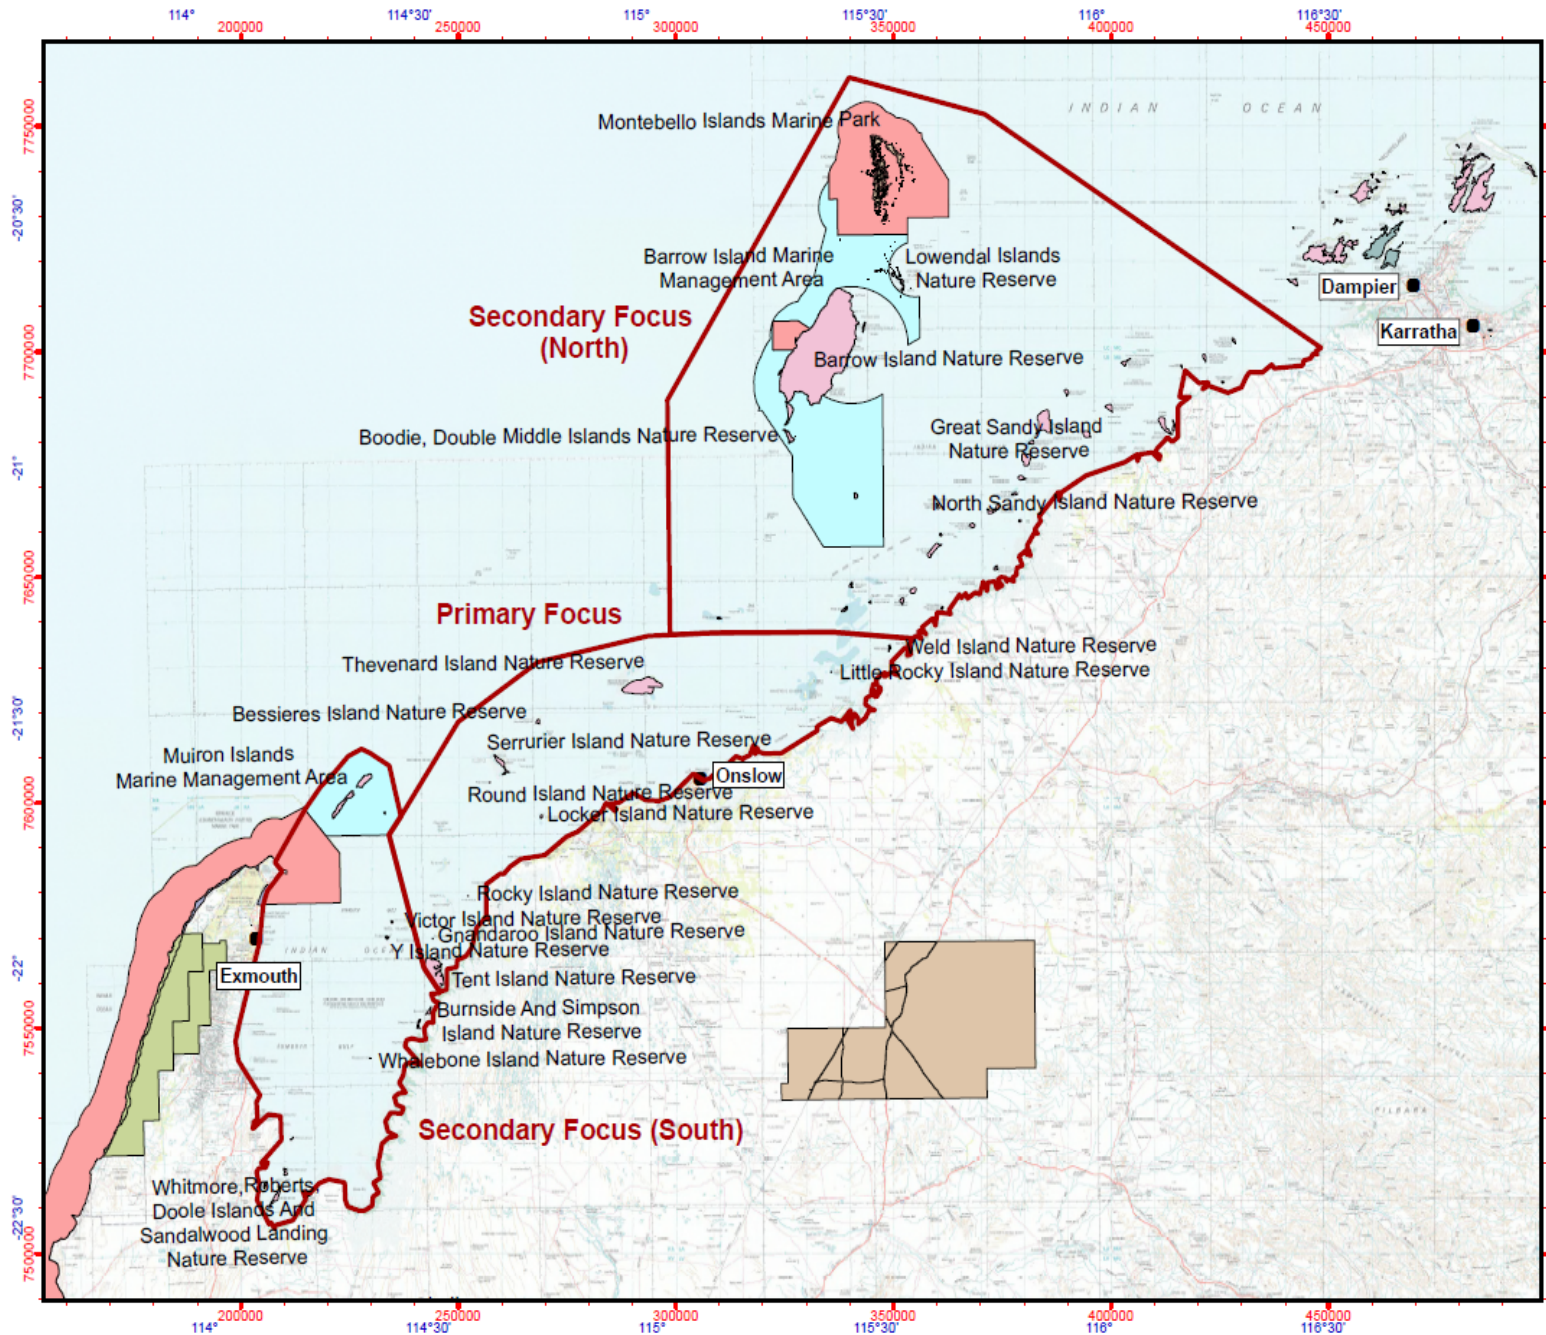 114° 114°30' 115° 115°30' 116° 116°30'
200000 250000 300000 350000 400000 450000
INDIAN OCEAN
Montebello Islands Marine Park
7750000
-20°30'
Barrow Island Marine
Management Area
Lowendal Islands
Nature Reserve
Dampier
Karratha
Secondary Focus
(North)
7700000
Barrow Island Nature Reserve
Boodie, Double Middle Islands Nature Reserve
Great Sandy Island
Nature Reserve
-21°
North Sandy Island Nature Reserve
7650000
Primary Focus
Weld Island Nature Reserve
Thevenard Island Nature Reserve
Little Rocky Island Nature Reserve
-21°30'
Bessieres Island Nature Reserve
Serrurier Island Nature Reserve
Muiron Islands
Marine Management Area
Onslow
Round Island Nature Reserve
7600000
Locker Island Nature Reserve
Rocky Island Nature Reserve
Victor Island Nature Reserve
Gnandaroo Island Nature Reserve
INDIAN
Y Island Nature Reserve
-22°
Exmouth
Tent Island Nature Reserve
Burnside And Simpson
Island Nature Reserve
7550000
Whalebone Island Nature Reserve
EXMOUTH GULF
PILBARA
Secondary Focus (South)
Whitmore,Roberts,
Doole Islands And
Sandalwood Landing
Nature Reserve
-22°30'
7500000
200000 250000 300000 350000 400000 450000
114° 114°30' 115° 115°30' 116° 116°30'